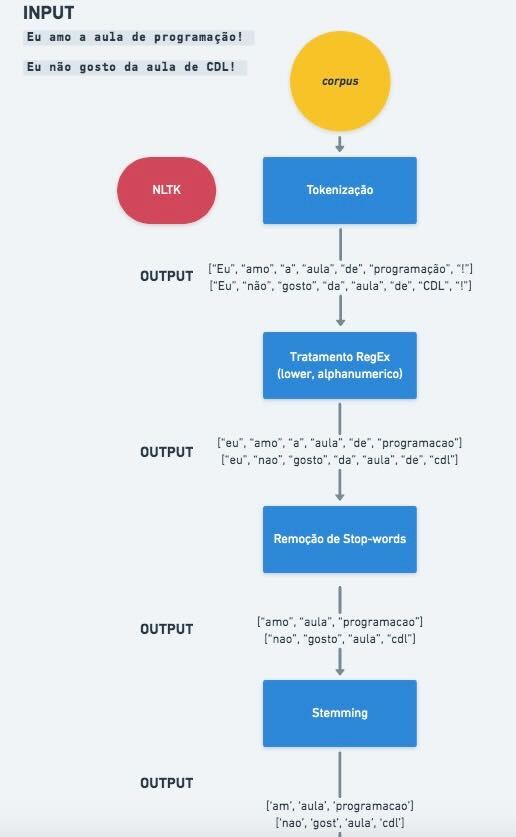 INPUT
Eu amo a aula de programação!
Eu não gosto da aula de CDL!
corpus
NLTK
Tokenização
OUTPUT
[“Eu”, “amo”, “a”, “aula”, “de”, “programação”, “!”]
[“Eu”, “não”, “gosto”, “da”, “aula”, “de”, “CDL”, “!”]
Tratamento RegEx
(lower, alphanumerico)
OUTPUT
[“eu”, “amo”, “a”, “aula”, “de”, “programacao”]
[“eu”, “nao”, “gosto”, “da”, “aula”, “de”, “cdl”]
Remoção de Stop-words
OUTPUT
[“amo”, “aula”, “programacao”]
[“nao”, “gosto”, “aula”, “cdl”]
Stemming
OUTPUT
[‘am’, ‘aula’, ‘programacao’]
[‘nao’, ‘gost’, ‘aula’, ‘cdl’]